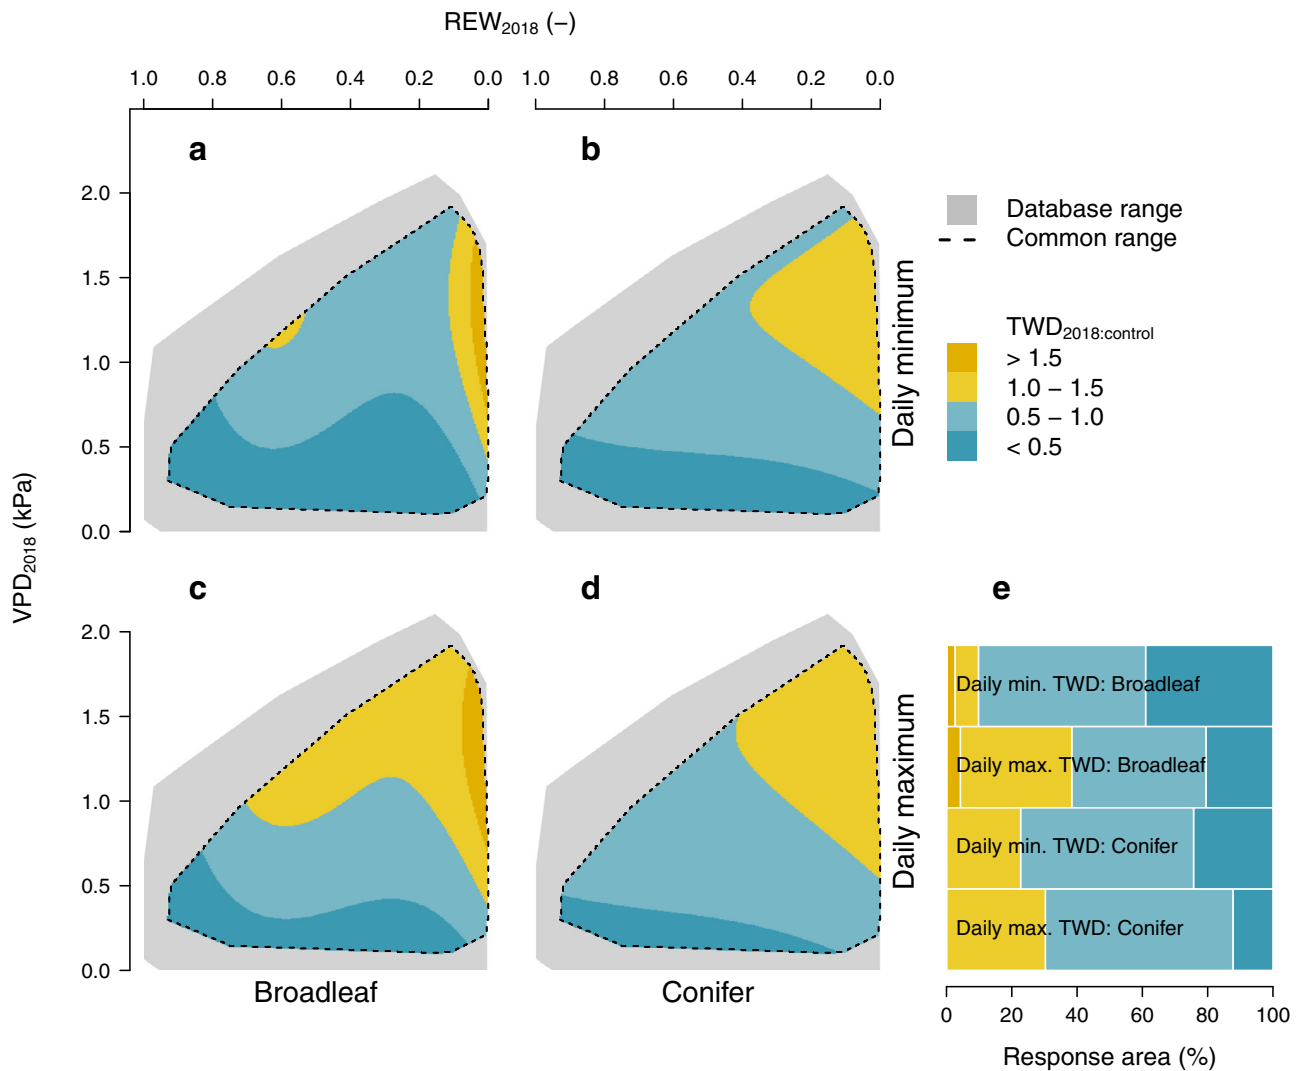 REW2018 (−)
1.0 0.8 0.6 0.4 0.2 0.0
1.0 0.8 0.6 0.4 0.2 0.0
a
b
2.0
1.5
1.0
0.5
0.0
VPD2018 (kPa)
Daily minimum
Database range
Common range
TWD2018:control
> 1.5
1.0 − 1.5
0.5 − 1.0
< 0.5
c
d
e
2.0
1.5
1.0
0.5
0.0
Daily maximum
Broadleaf
Conifer
Daily min. TWD: Broadleaf
Daily max. TWD: Broadleaf
Daily min. TWD: Conifer
Daily max. TWD: Conifer
0 20 40 60 80 100
Response area (%)